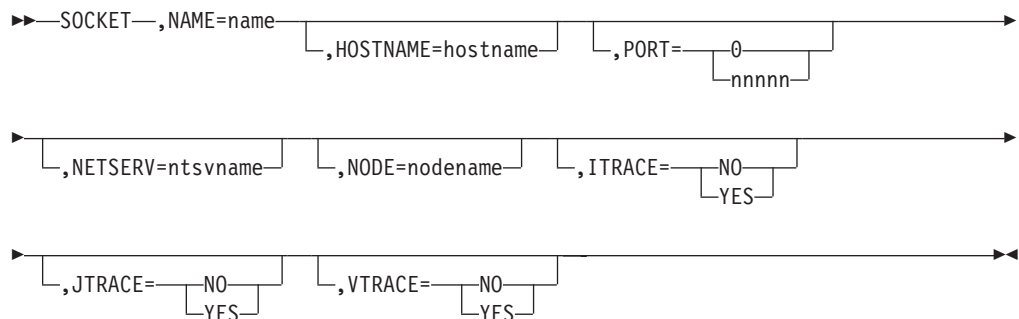 SOCKET ,NAME=name
,HOSTNAME=hostname ,PORT= 0
nnnnn
,NETSERV=ntsvname ,NODE=nodename ,ITRACE= NO
YES
,JTRACE= NO ,VTRACE= NO
YES YES